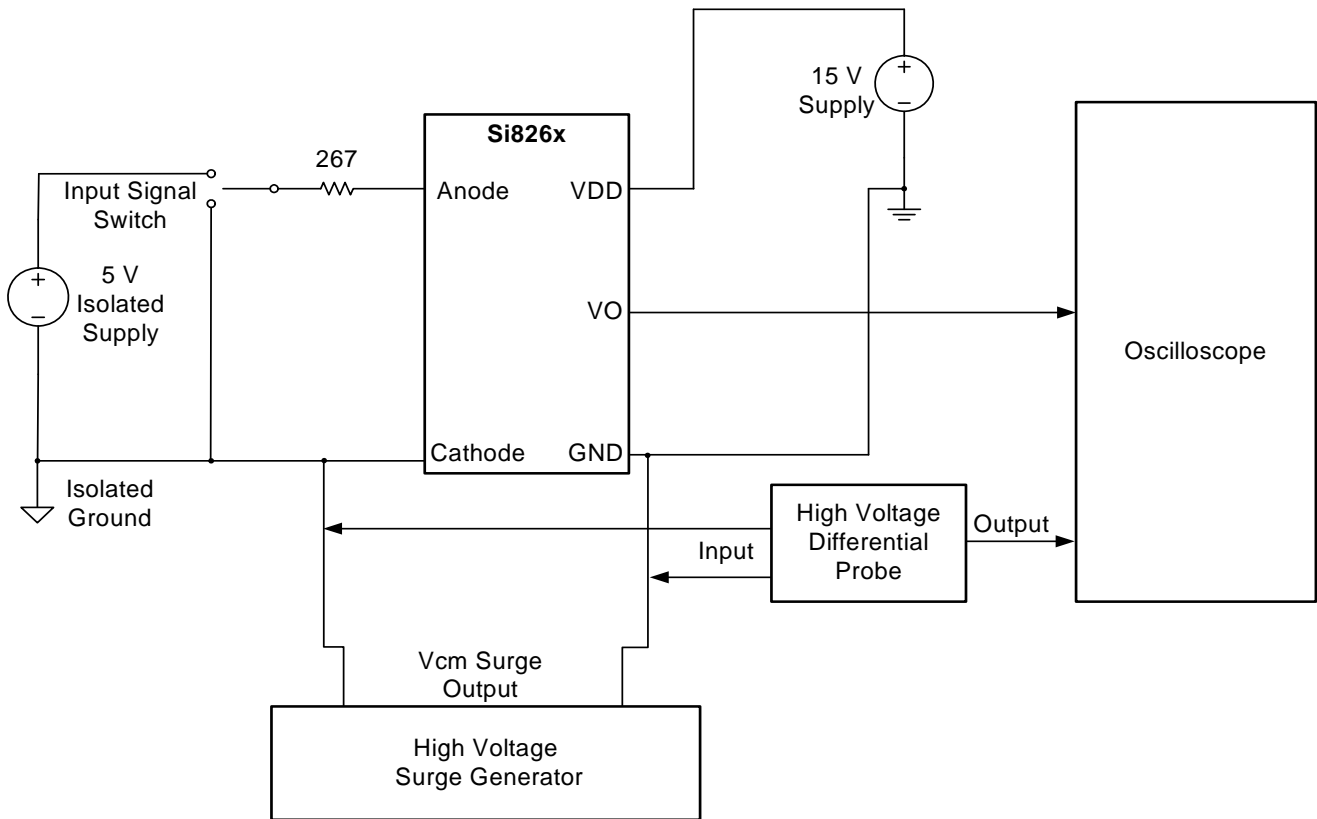 15 V
Supply
Si826x
267
Anode
VDD
Input Signal
Switch
5 V
Isolated
Supply
VO
Oscilloscope
Cathode
GND
Isolated
Ground
High Voltage
Differential
Probe
Output
Input
Vcm Surge
Output
High Voltage
Surge Generator